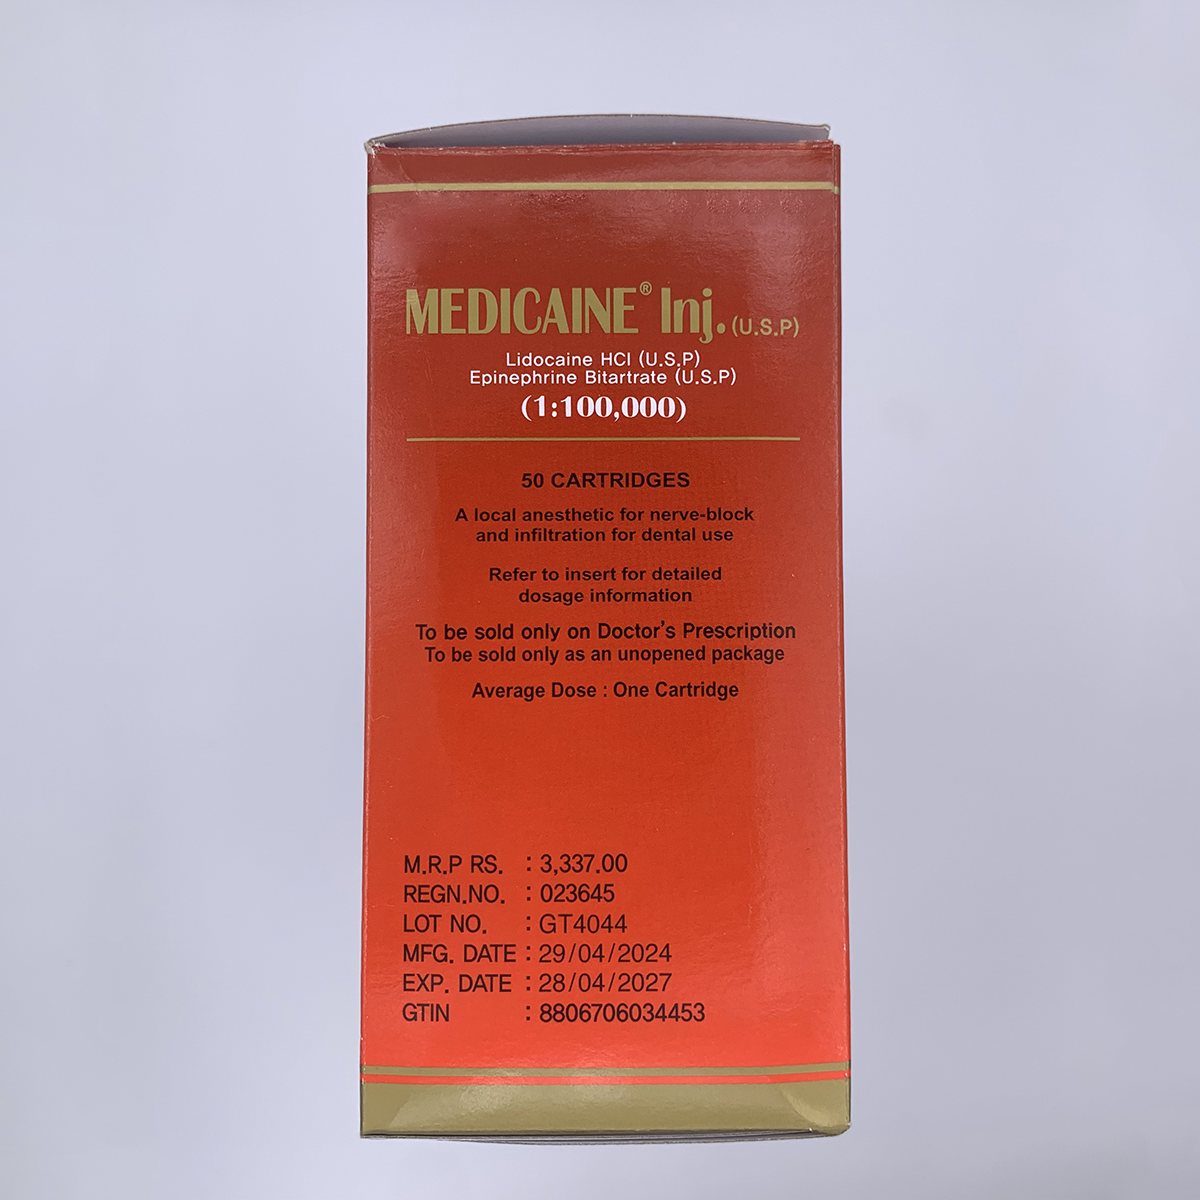 MEDICAINE® Inj. (U.S.P)
Lidocaine HCl (U.S.P)
Epinephrine Bitartrate (U.S.P)
(1:100,000)
50 CARTRIDGES
A local anesthetic for nerve-block
and infiltration for dental use
Refer to insert for detailed
dosage information
To be sold only on Doctor's Prescription
To be sold only as an unopened package
Average Dose : One Cartridge
M.R.P RS. : 3,337.00
REGN.NO. : 023645
LOT NO. : GT4044
MFG. DATE : 29/04/2024
EXP. DATE : 28/04/2027
GTIN : 8806706034453